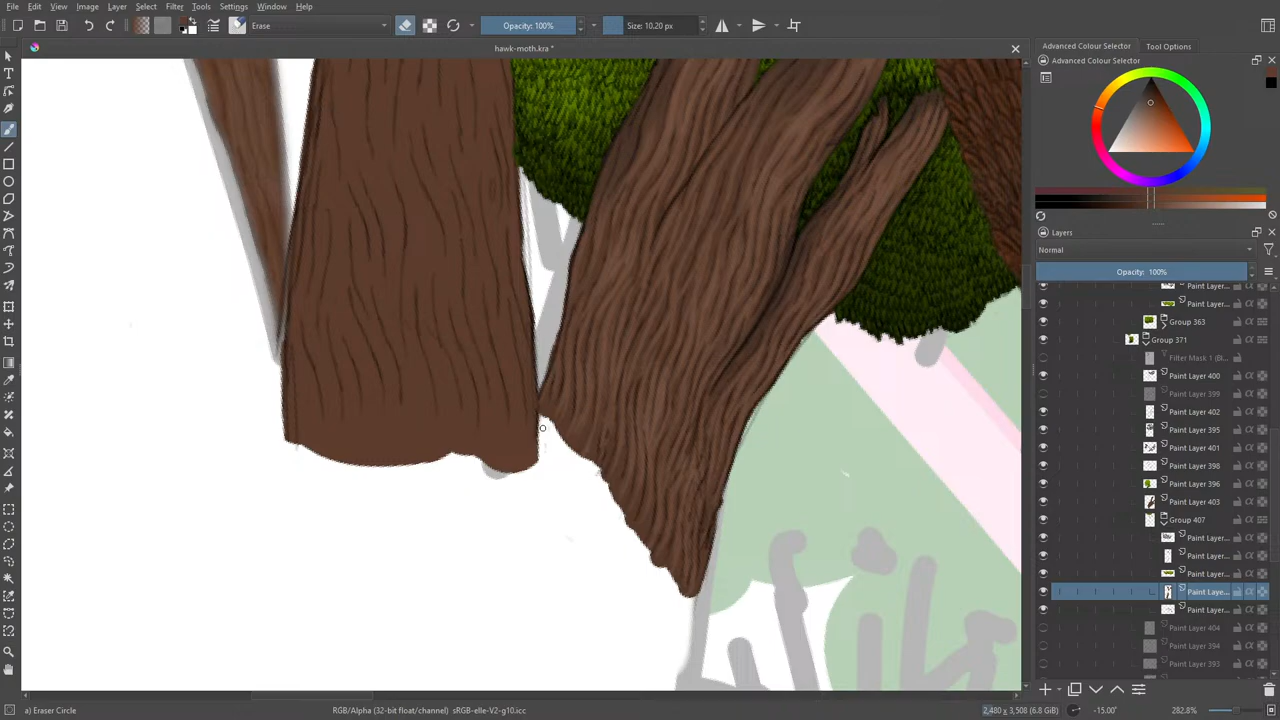 File Edit View Image Layer Select Filter Tools Settings Window Help
Erase Opacity: 100% Size: 10.20 px
hawk-moth.kra *
Advanced Colour Selector Tool Options
Advanced Colour Selector
Layers
Normal
Opacity: 100%
Paint Layer...
Paint Layer...
Group 363
Group 371
Filter Mask 1 (Bl...
Paint Layer 400
Paint Layer 399
Paint Layer 402
Paint Layer 395
Paint Layer 401
Paint Layer 398
Paint Layer 396
Paint Layer 403
Group 407
Paint Layer...
Paint Layer...
Paint Layer...
Paint Laye...
Paint Layer...
Paint Layer 404
Paint Layer 394
Paint Layer 393
a) Eraser Circle RGB/Alpha (32-bit float/channel) sRGB-elle-V2-g10.icc 2,480 x 3,508 (6.8 GiB) -15.00° 282.8%